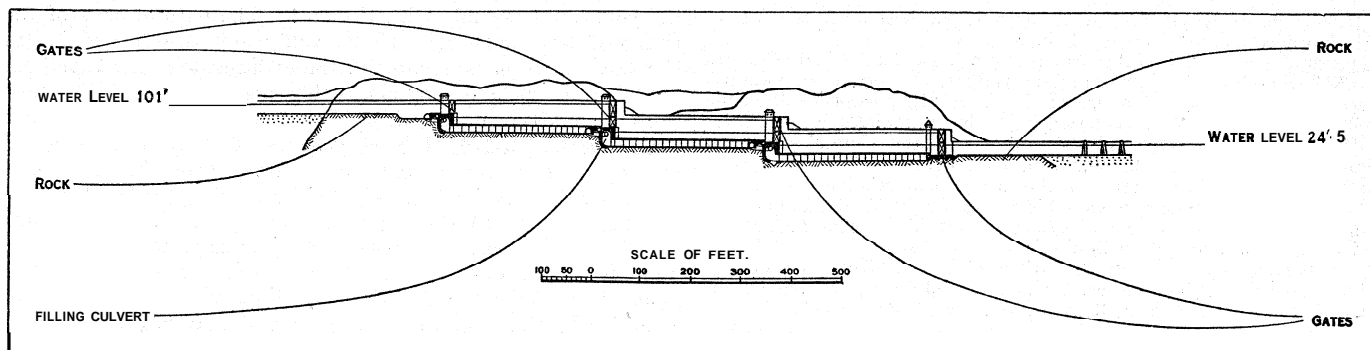 GATES
ROCK
WATER LEVEL 101'
WATER LEVEL 24'·5
ROCK
SCALE OF FEET.
100 50 0 100 200 300 400 500
FILLING CULVERT
GATES